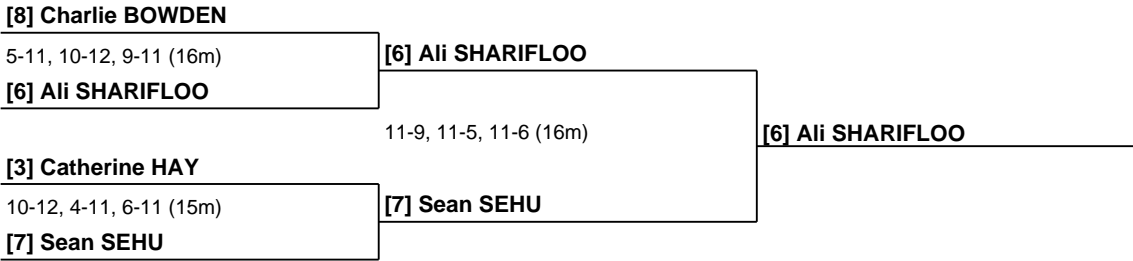 [8] Charlie BOWDEN
5-11, 10-12, 9-11 (16m)
[6] Ali SHARIFLOO
[6] Ali SHARIFLOO
11-9, 11-5, 11-6 (16m)
[6] Ali SHARIFLOO
[3] Catherine HAY
10-12, 4-11, 6-11 (15m)
[7] Sean SEHU
[7] Sean SEHU